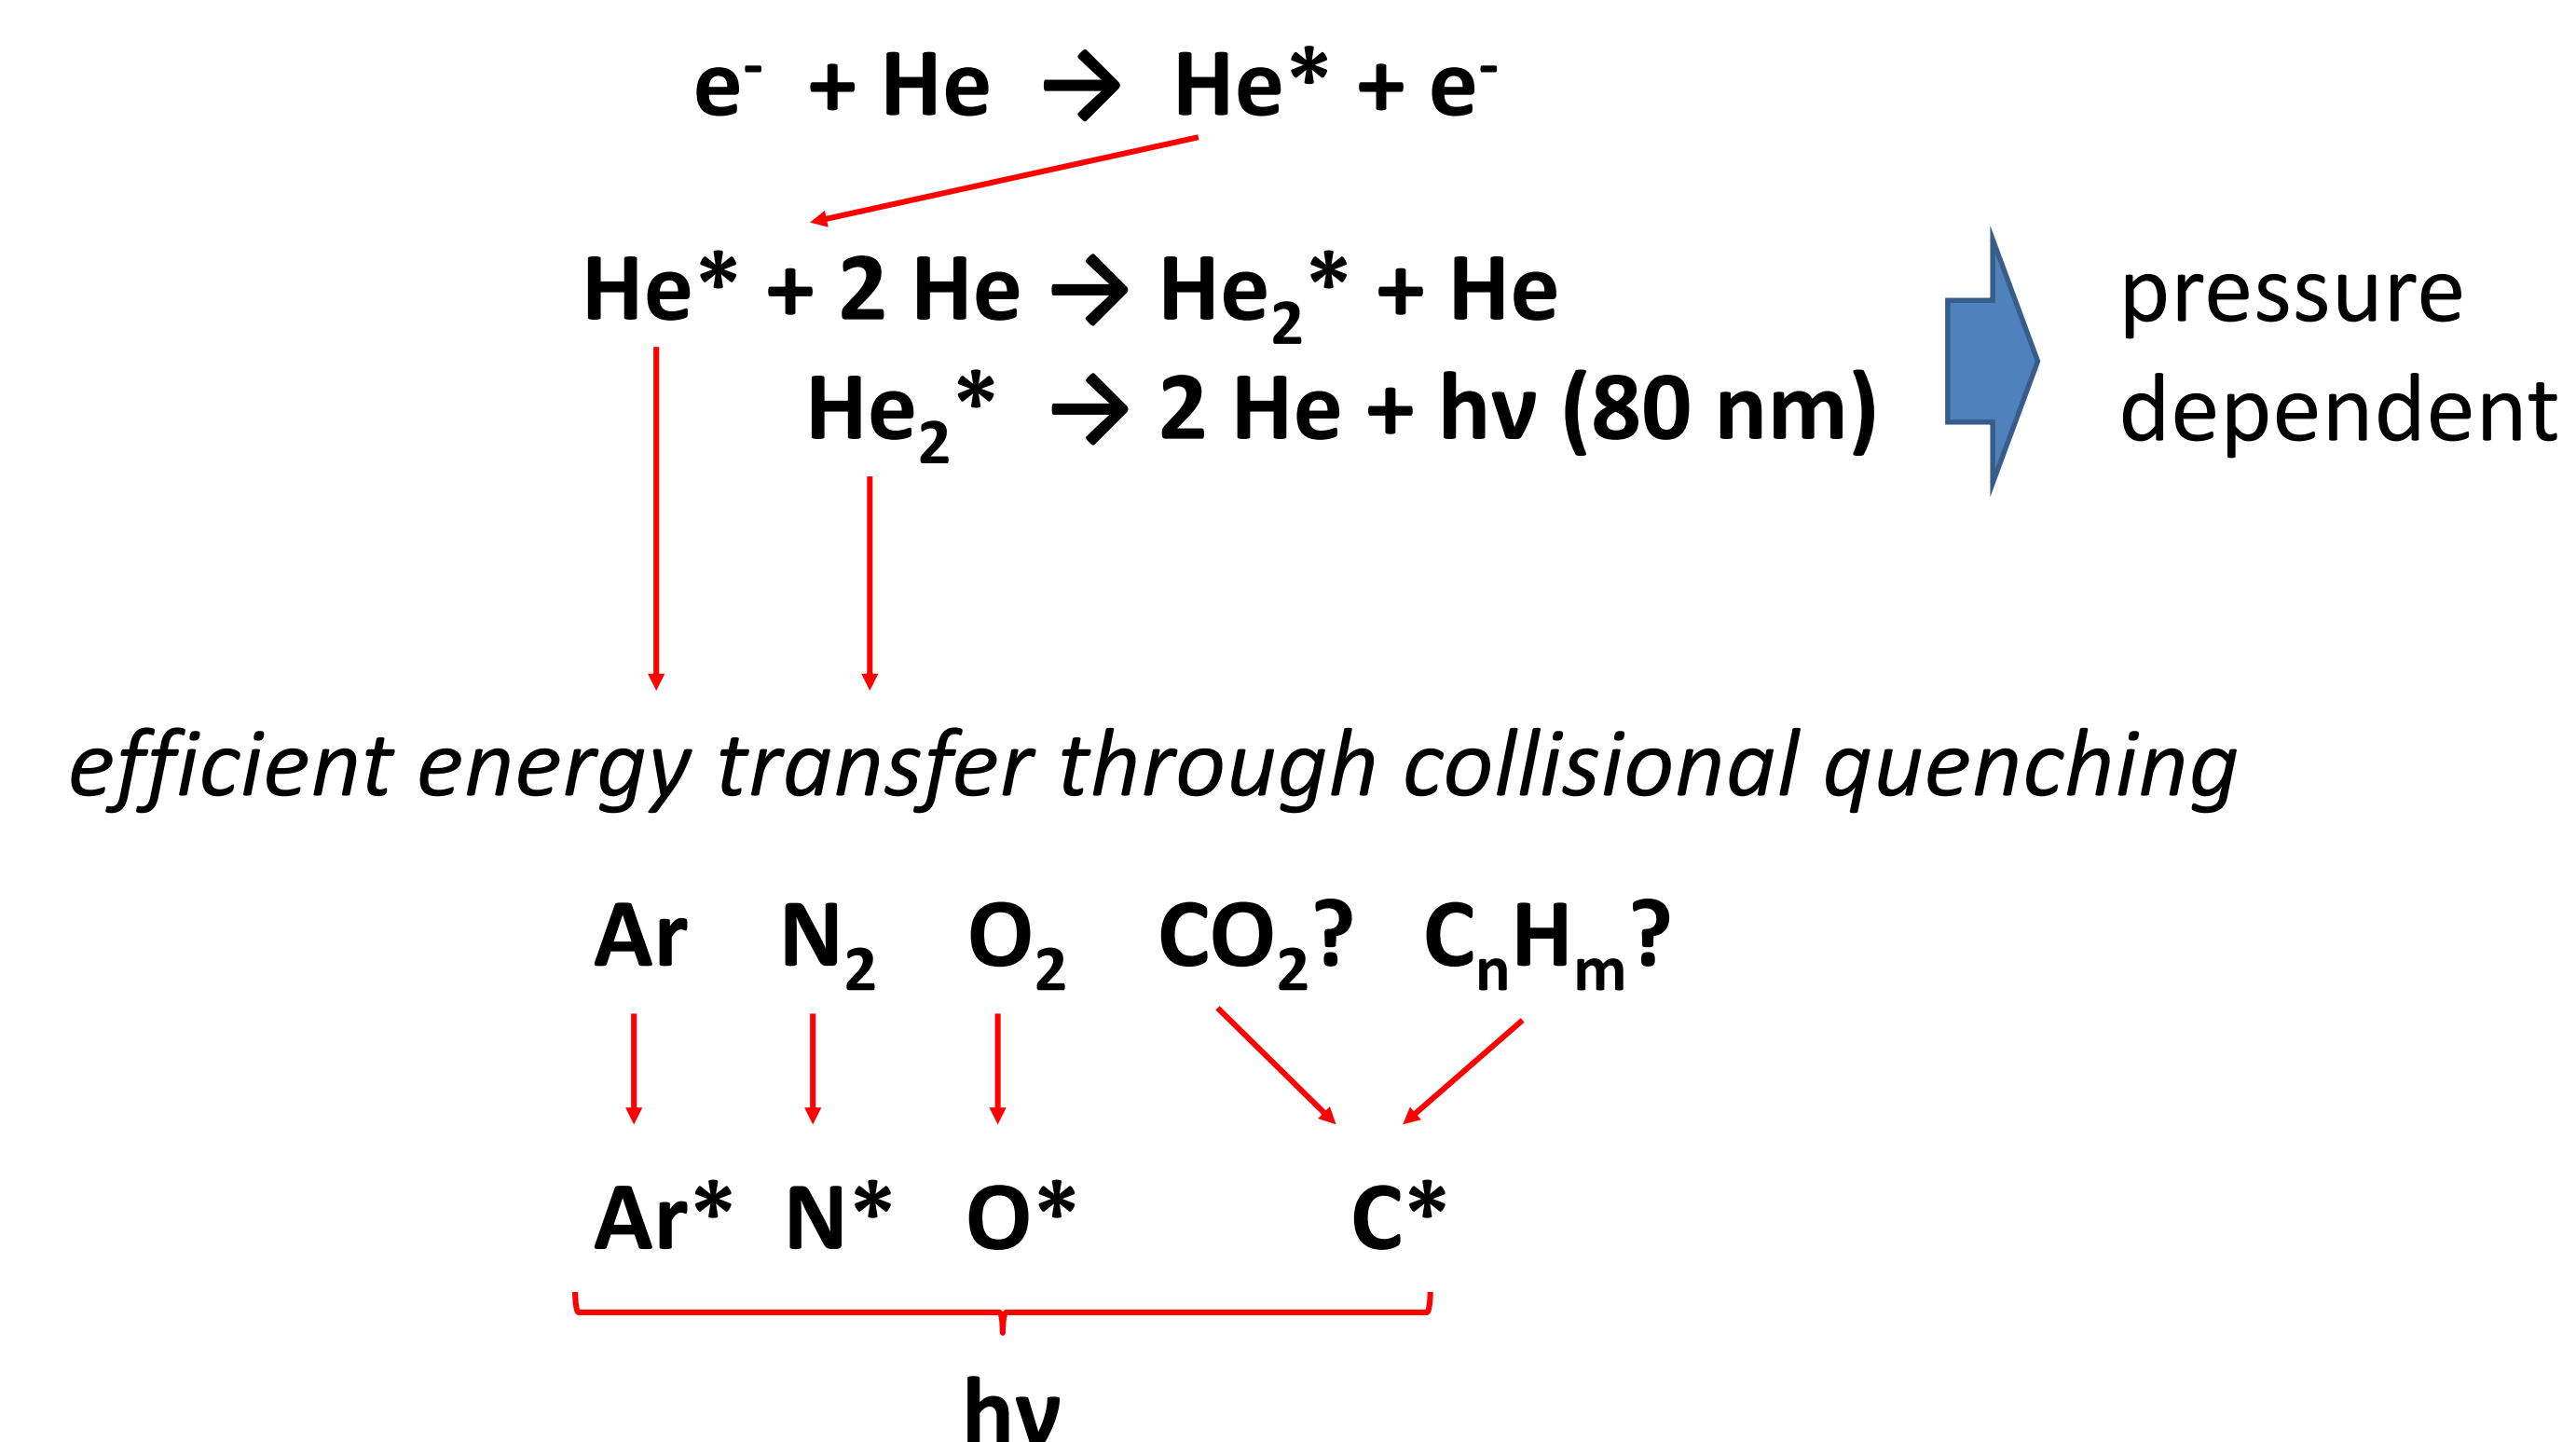 e⁻ + He → He* + e⁻
He* + 2 He → He₂* + He
He₂* → 2 He + hν (80 nm)
pressure
dependent
efficient energy transfer through collisional quenching
Ar N₂ O₂ CO₂? CₙHₘ?
Ar* N* O* C*
hν